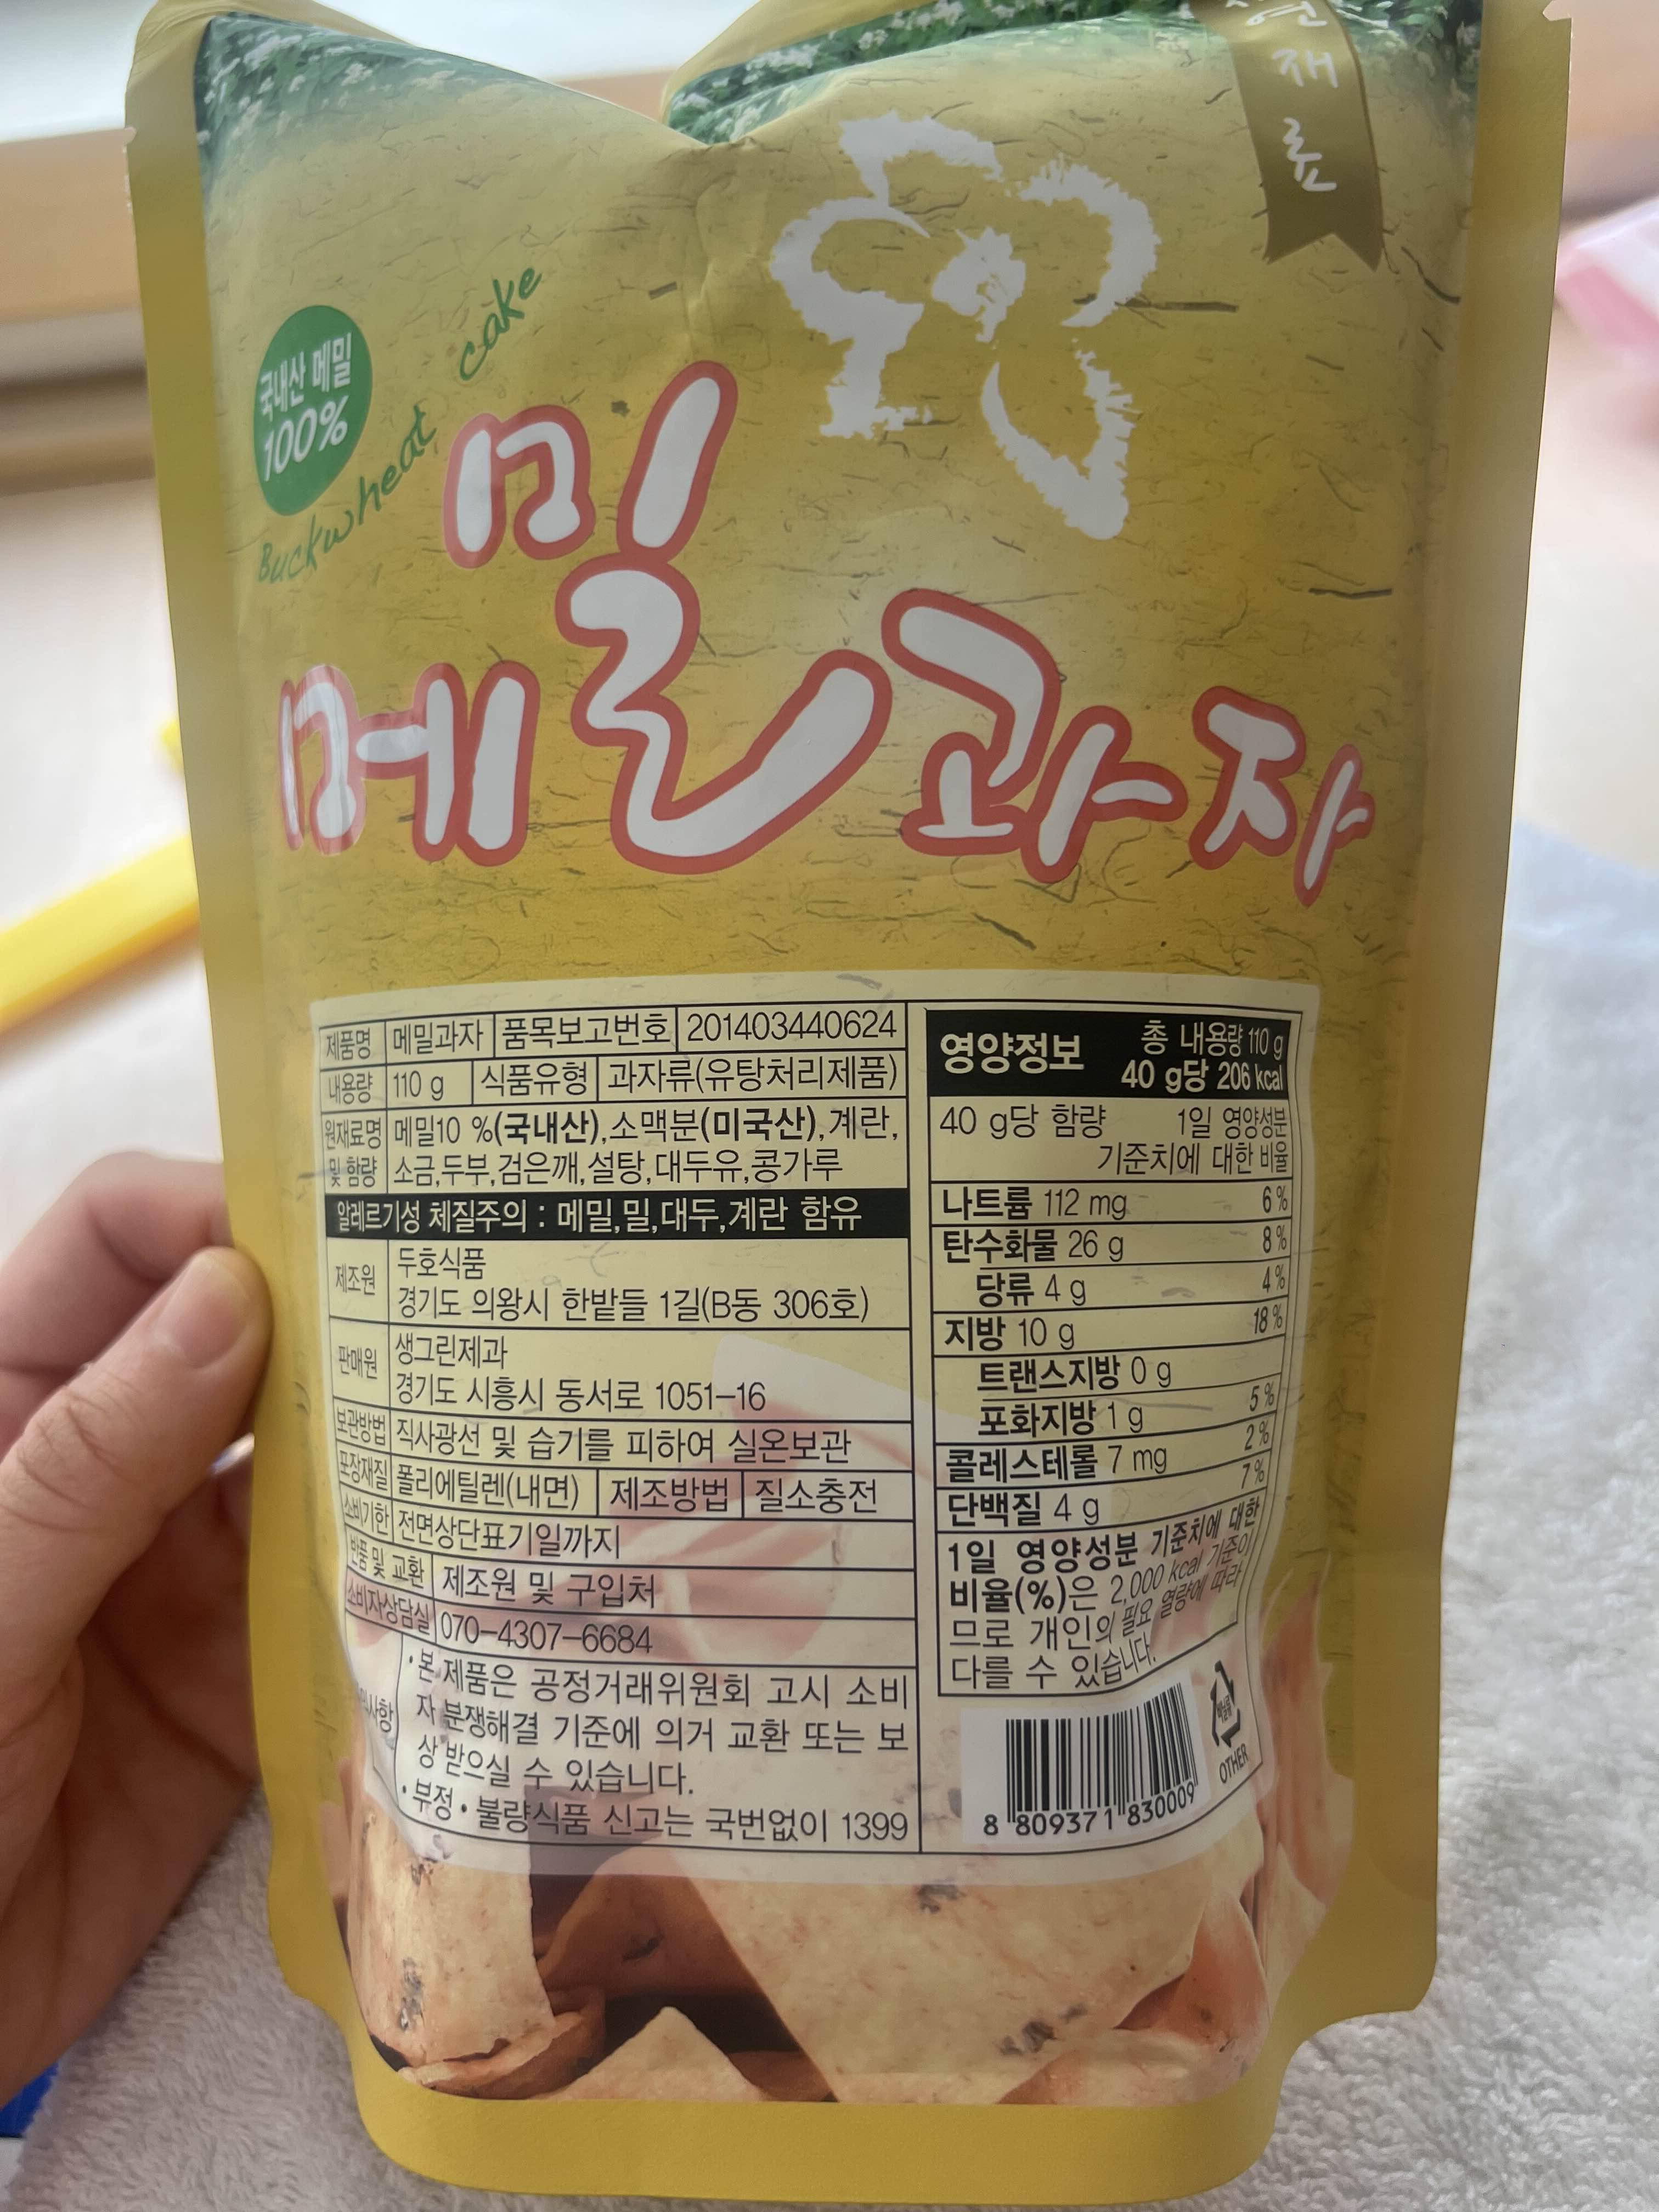 재료
국내산 메밀
100%
Buckwheat cake
메밀과자
제품명 메밀과자 품목보고번호 201403440624
내용량 110 g 식품유형 과자류(유탕처리제품)
원재료명 메밀10 %(국내산),소맥분(미국산),계란,
및 함량 소금,두부,검은깨,설탕,대두유,콩가루
알레르기성 체질주의 : 메밀,밀,대두,계란 함유
제조원 두호식품
경기도 의왕시 한밭들 1길(B동 306호)
판매원 생그린제과
경기도 시흥시 동서로 1051-16
보관방법 직사광선 및 습기를 피하여 실온보관
포장재질 폴리에틸렌(내면) 제조방법 질소충전
소비기한 전면상단표기일까지
반품 및 교환 제조원 및 구입처
소비자상담실 070-4307-6684
•본 제품은 공정거래위원회 고시 소비
자 분쟁해결 기준에 의거 교환 또는 보
상 받으실 수 있습니다.
•부정•불량식품 신고는 국번없이 1399
영양정보 총 내용량 110 g
40 g당 206 kcal
40 g당 함량 1일 영양성분
기준치에 대한 비율
나트륨 112 mg 6%
탄수화물 26 g 8%
당류 4 g 4%
지방 10 g 18%
트랜스지방 0 g
포화지방 1 g 5%
콜레스테롤 7 mg 2%
단백질 4 g 7%
1일 영양성분 기준치에 대한
비율(%)은 2,000 kcal 기준이
므로 개인의 필요 열량에 따라
다를 수 있습니다.
8 809371 830009
OTHER